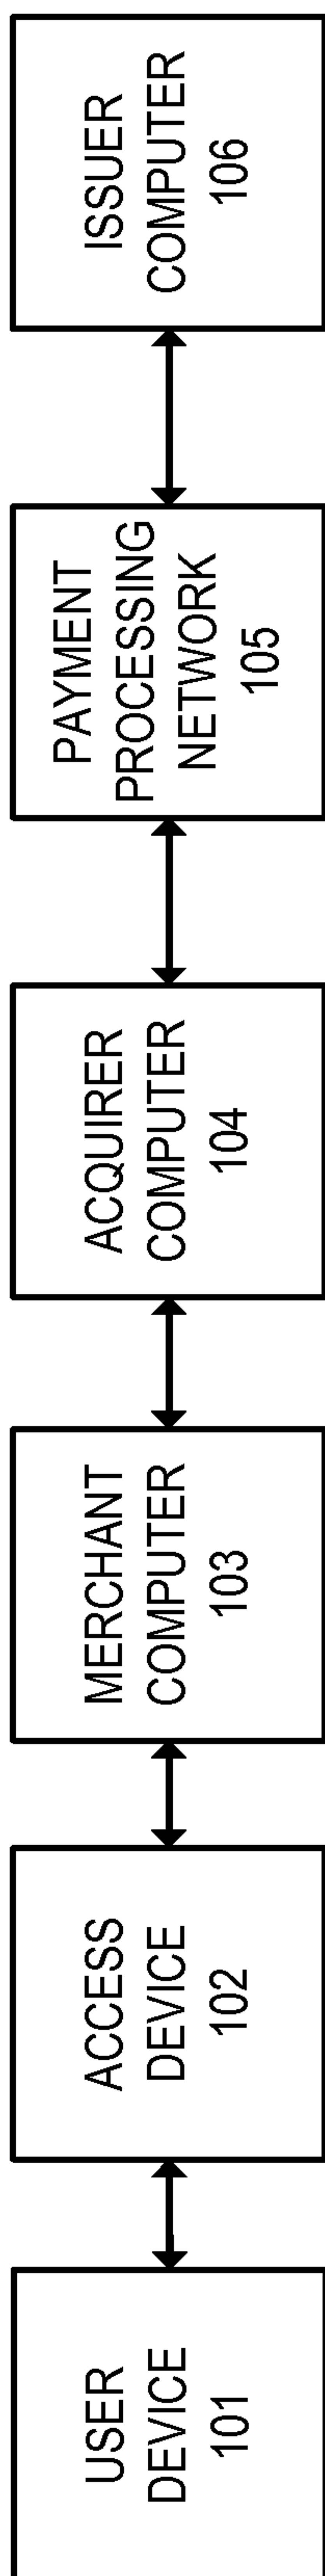 USER
DEVICE
101
ACCESS
DEVICE
102
MERCHANT
COMPUTER
103
ACQUIRER
COMPUTER
104
PAYMENT
PROCESSING
NETWORK
105
ISSUER
COMPUTER
106